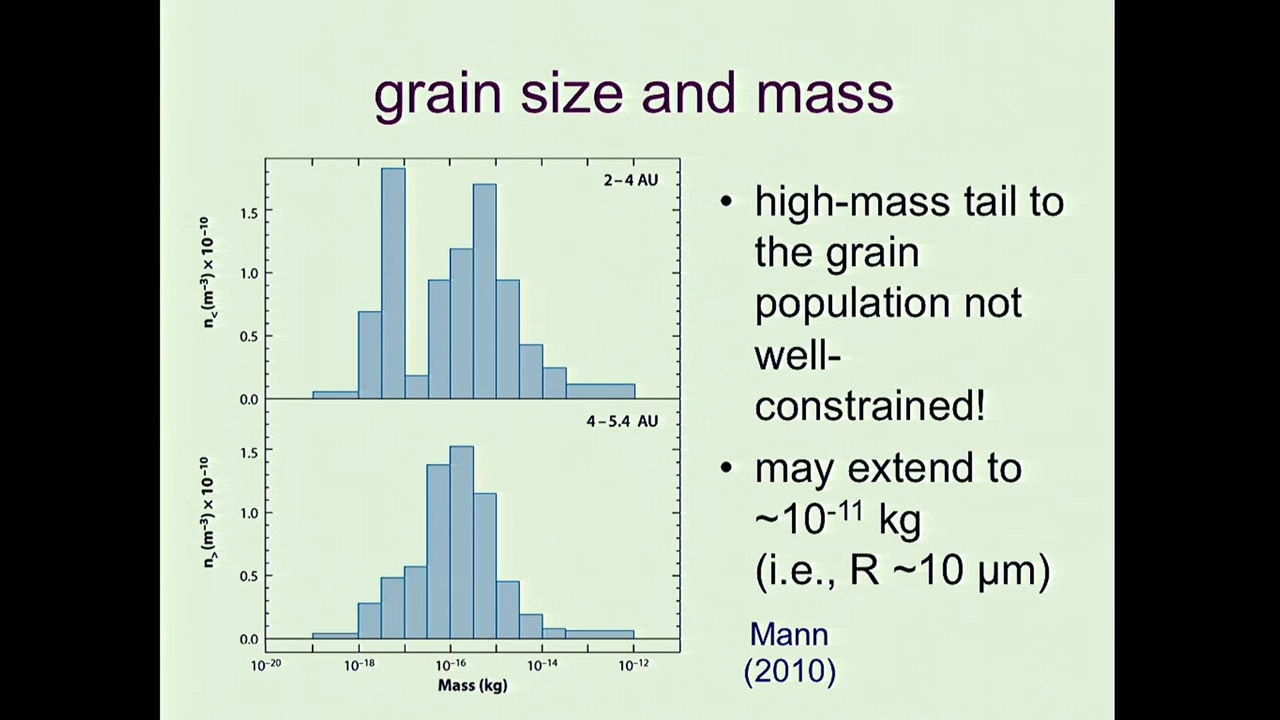 grain size and mass
2–4 AU
n<(m⁻³) × 10⁻¹⁰
1.5
1.0
0.5
0.0
4–5.4 AU
n>(m⁻³) × 10⁻¹⁰
1.5
1.0
0.5
0.0
10⁻²⁰ 10⁻¹⁸ 10⁻¹⁶ 10⁻¹⁴ 10⁻¹²
Mass (kg)
• high-mass tail to
the grain
population not
well-
constrained!
• may extend to
~10⁻¹¹ kg
(i.e., R ~10 μm)
Mann
(2010)